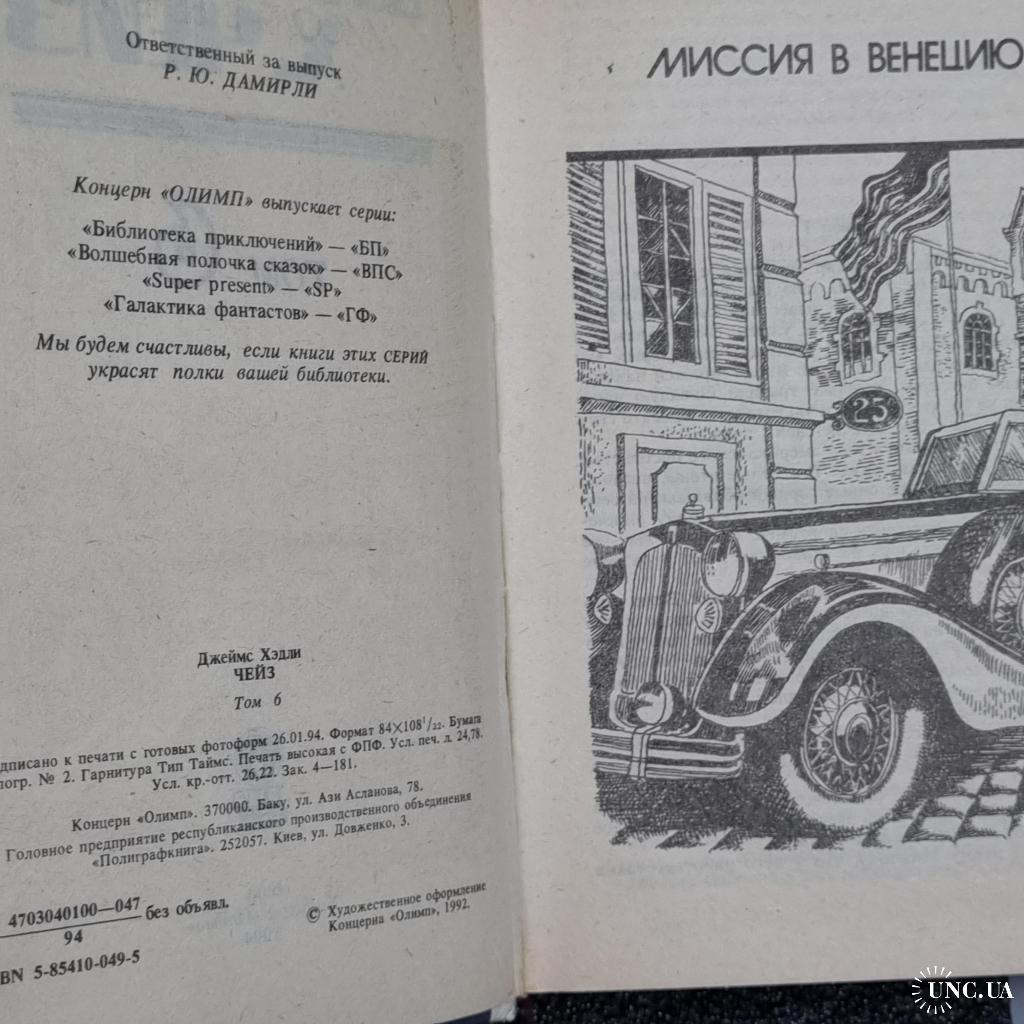 Ответственный за выпуск
Р. Ю. ДАМИРЛИ
Концерн «ОЛИМП» выпускает серии:
«Библиотека приключений» — «БП»
«Волшебная полочка сказок» — «ВПС»
«Super present» — «SP»
«Галактика фантастов» — «ГФ»
Мы будем счастливы, если книги этих СЕРИЙ
украсят полки вашей библиотеки.
Джеймс Хэдли
ЧЕЙЗ
Том 6
дписано к печати с готовых фотоформ 26.01.94. Формат 84×108¹/₃₂. Бумага
погр. № 2. Гарнитура Тип Таймс. Печать высокая с ФПФ. Усл. печ. л. 24,78.
Усл. кр.-отт. 26,22. Зак. 4—181.
Концерн «Олимп». 370000. Баку, ул. Ази Асланова, 78.
Головное предприятие республиканского производственного объединения
«Полиграфкнига». 252057. Киев, ул. Довженко, 3.
4703040100—047
94
без объявл.
© Художественное оформление
Концерна «Олимп», 1992.
BN 5-85410-049-5
МИССИЯ В ВЕНЕЦИЮ
25
UNC.UA